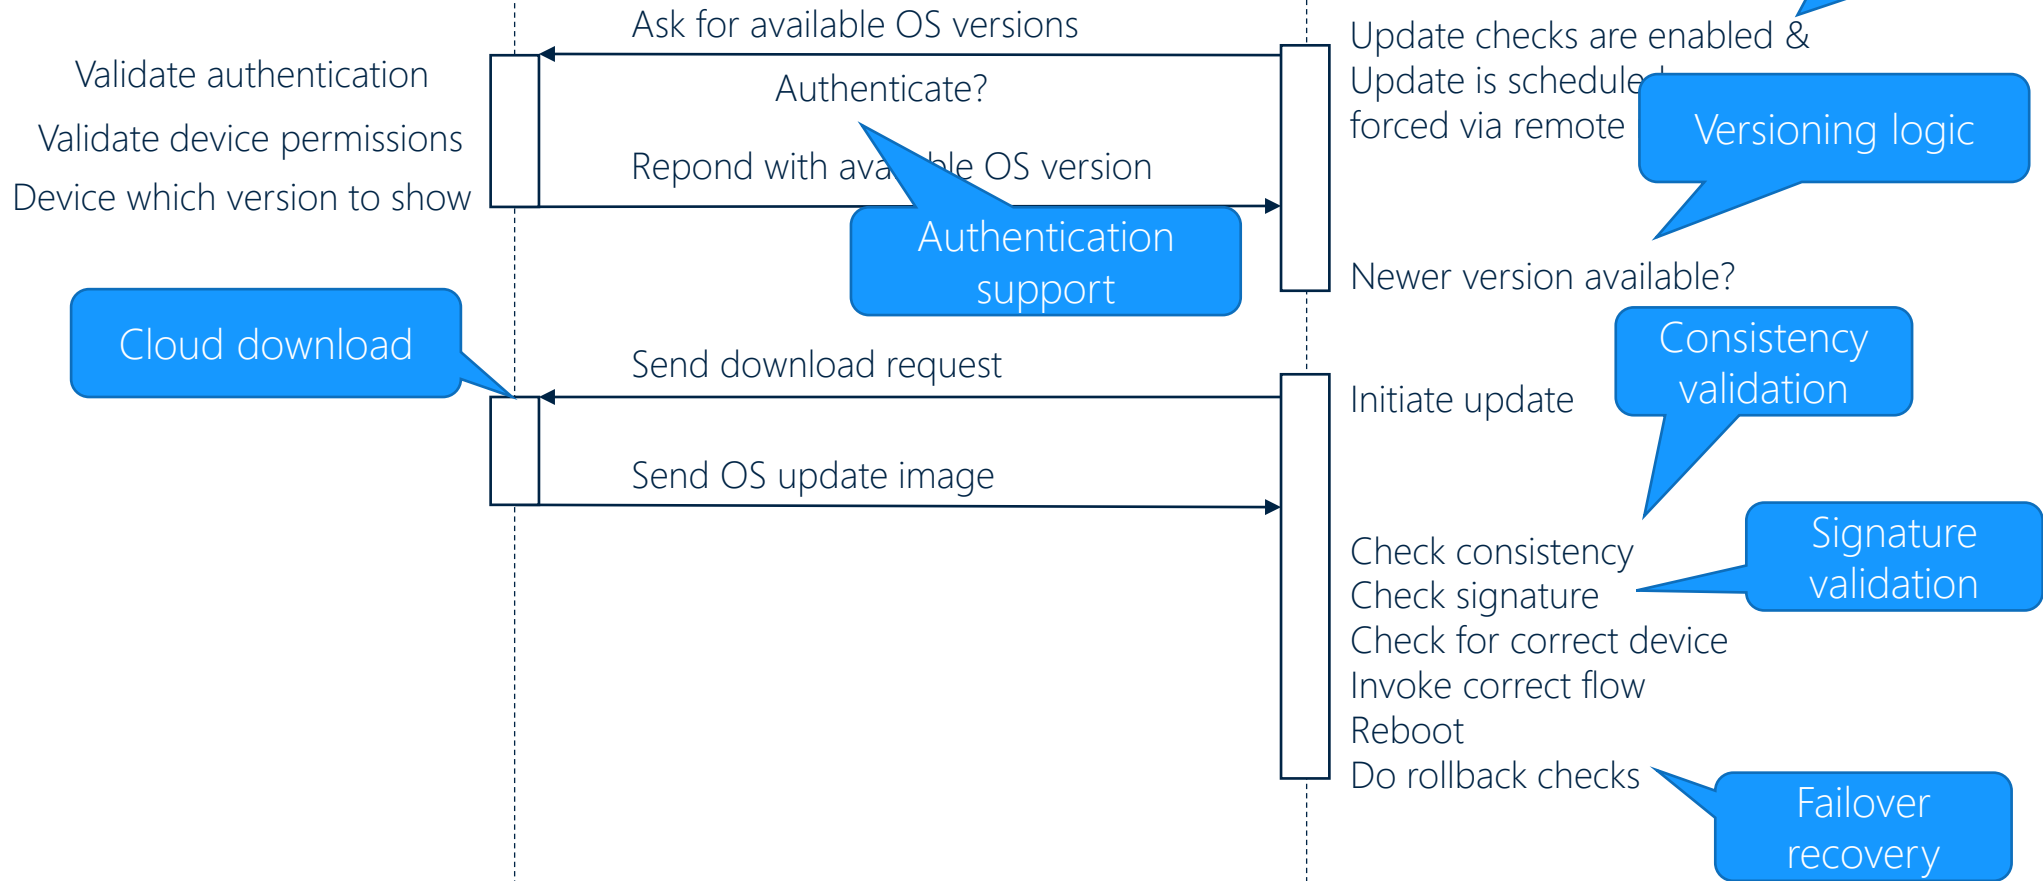 Ask for available OS versions
Update checks are enabled &
Validate authentication
Authenticate?
Update is scheduled
forced via remote
Versioning logic
Validate device permissions
Repond with available OS version
Device which version to show
Authentication
support
Newer version available?
Cloud download
Consistency
validation
Send download request
Initiate update
Send OS update image
Signature
validation
Check consistency
Check signature
Check for correct device
Invoke correct flow
Reboot
Do rollback checks
Failover
recovery